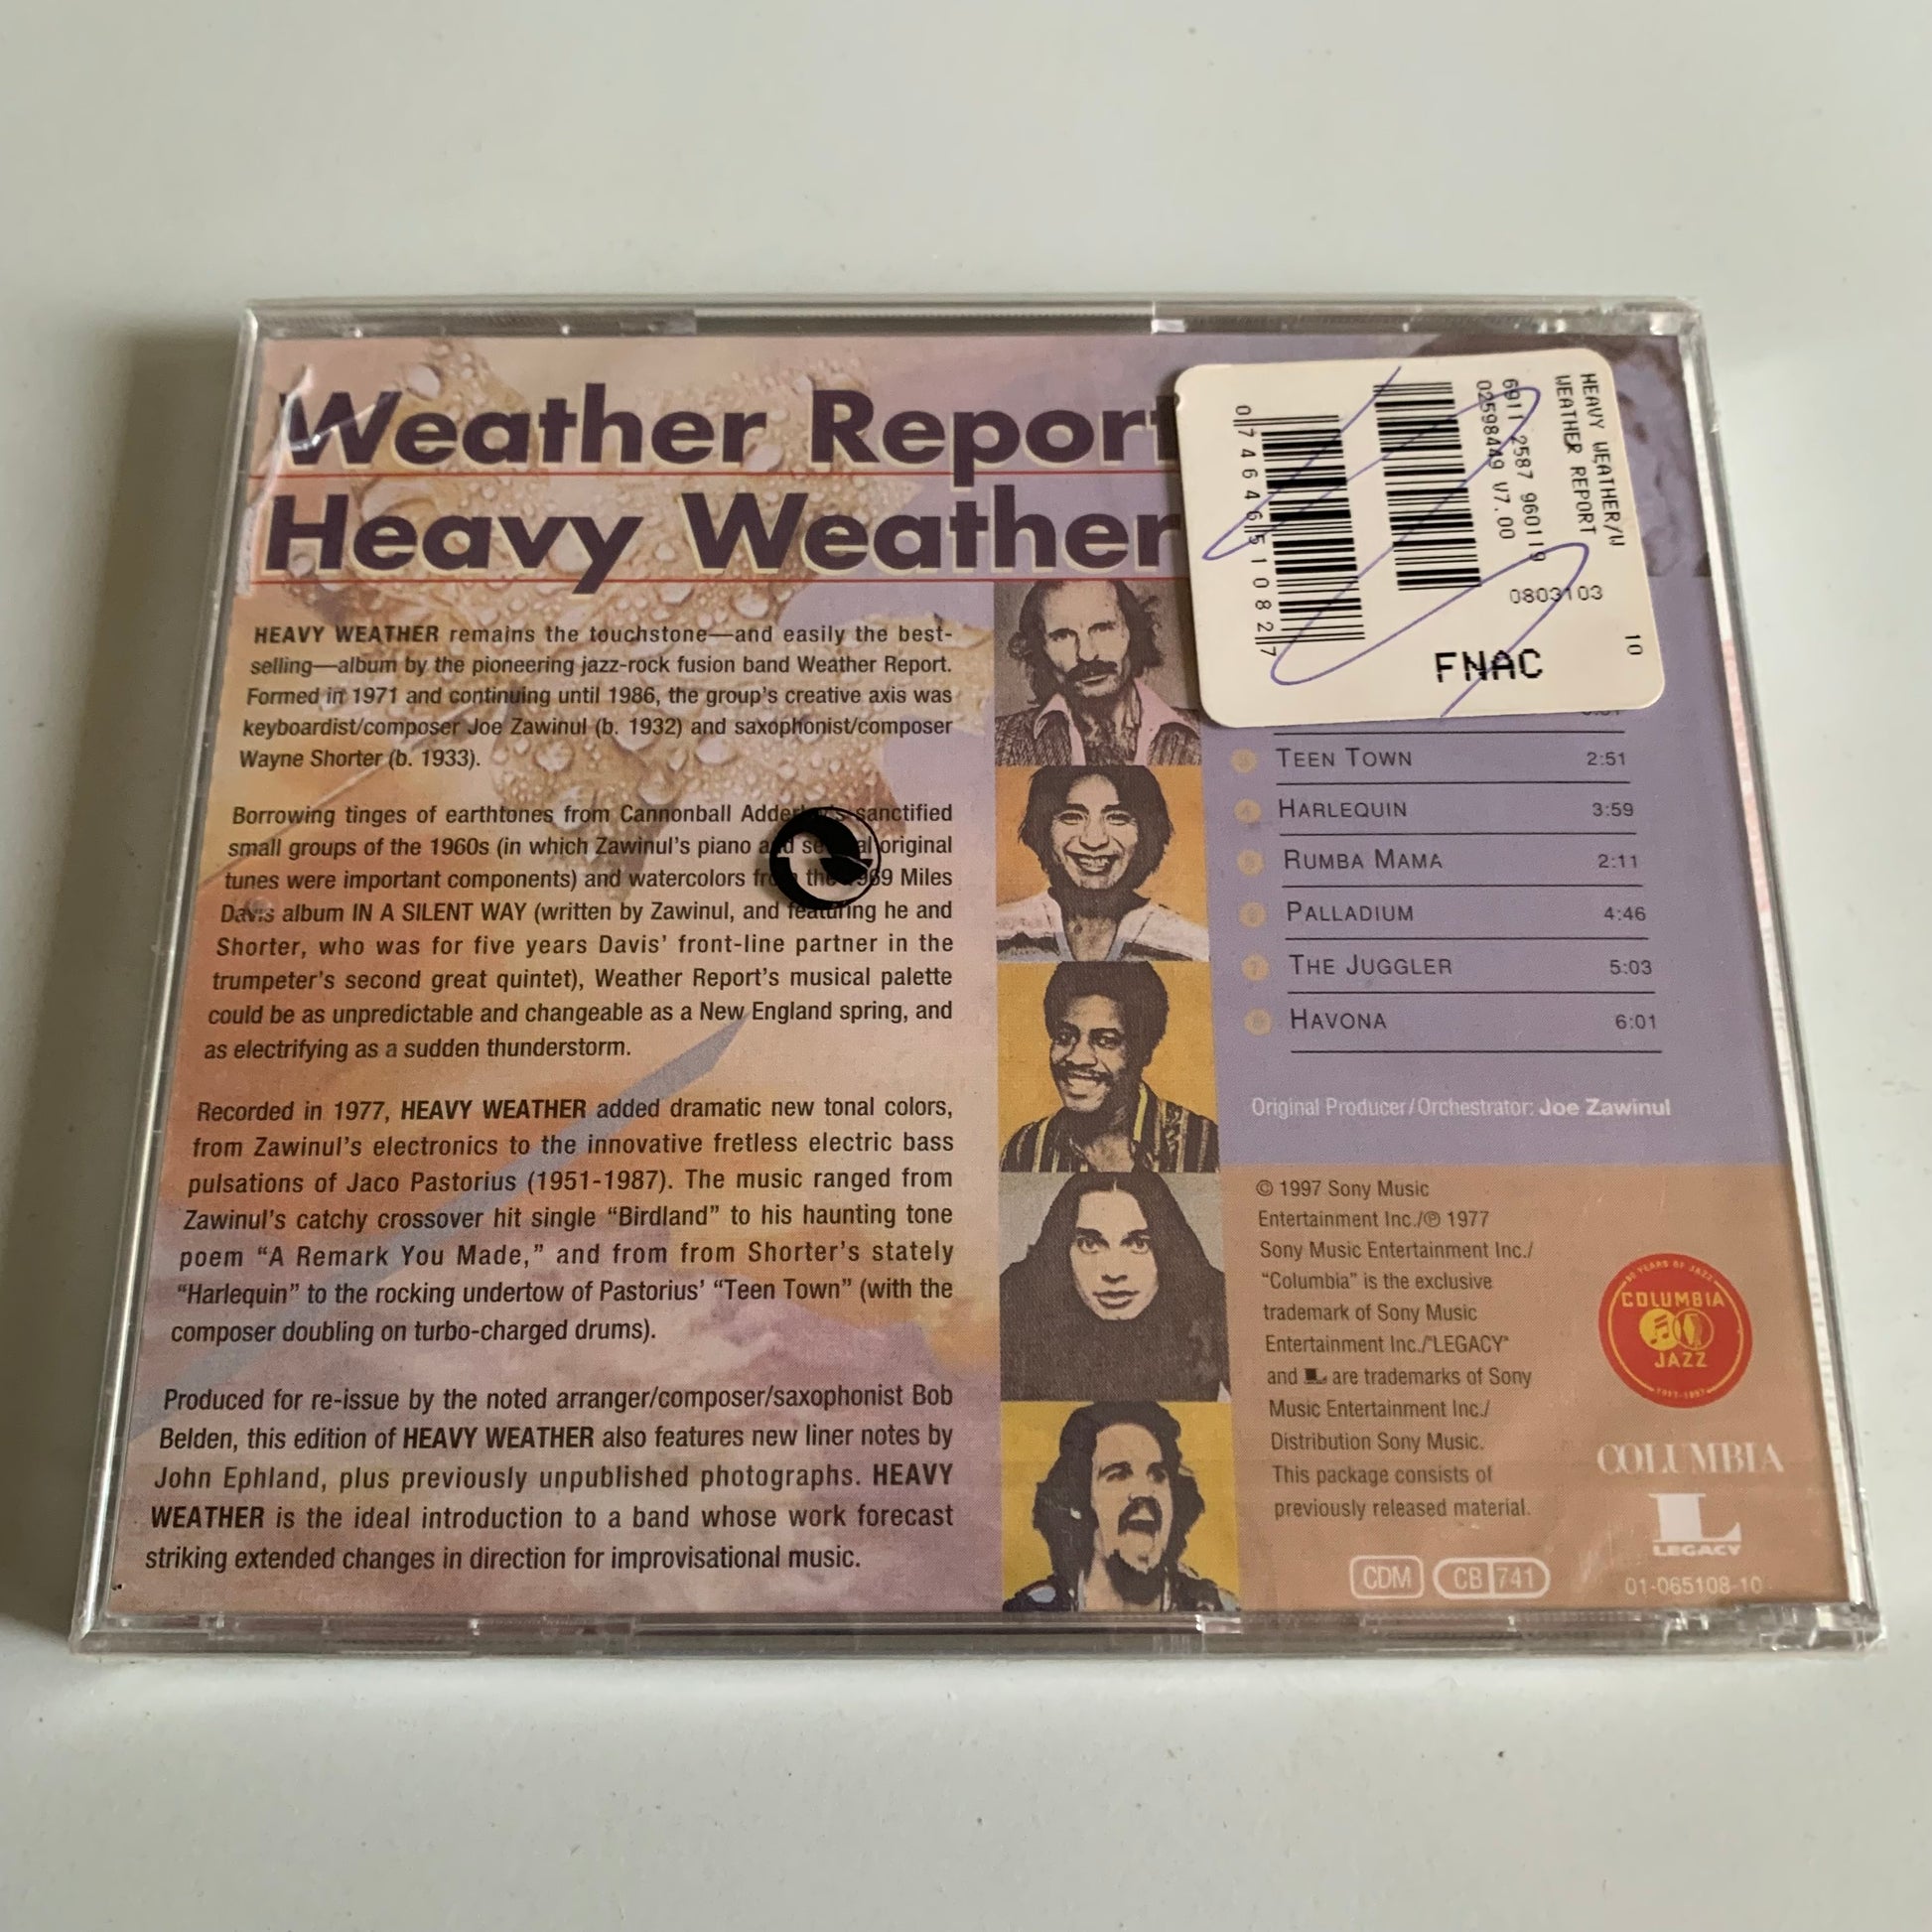 Weather Report
Heavy Weather
HEAVY WEATHER remains the touchstone—and easily the best-
selling—album by the pioneering jazz-rock fusion band Weather Report.
Formed in 1971 and continuing until 1986, the group's creative axis was
keyboardist/composer Joe Zawinul (b. 1932) and saxophonist/composer
Wayne Shorter (b. 1933).
Borrowing tinges of earthtones from Cannonball sanctified
small groups of the 1960s (in which Zawinul's piano original
tunes were important components) and watercolors from the 1969 Miles
Davis album IN A SILENT WAY (written by Zawinul, and featuring he and
Shorter, who was for five years Davis' front-line partner in the
trumpeter's second great quintet), Weather Report's musical palette
could be as unpredictable and changeable as a New England spring, and
as electrifying as a sudden thunderstorm.
Recorded in 1977, HEAVY WEATHER added dramatic new tonal colors,
from Zawinul's electronics to the innovative fretless electric bass
pulsations of Jaco Pastorius (1951-1987). The music ranged from
Zawinul's catchy crossover hit single "Birdland" to his haunting tone
poem "A Remark You Made," and from from Shorter's stately
"Harlequin" to the rocking undertow of Pastorius' "Teen Town" (with the
composer doubling on turbo-charged drums).
Produced for re-issue by the noted arranger/composer/saxophonist Bob
Belden, this edition of HEAVY WEATHER also features new liner notes by
John Ephland, plus previously unpublished photographs. HEAVY
WEATHER is the ideal introduction to a band whose work forecast
striking extended changes in direction for improvisational music.
HEAVY WEATHER/W
WEATHER REPORT
6911 2587 960119
02598449 V7.00
0803103
10
FNAC
0 74646 51082 7
3 TEEN TOWN 2:51
4 HARLEQUIN 3:59
5 RUMBA MAMA 2:11
6 PALLADIUM 4:46
7 THE JUGGLER 5:03
8 HAVONA 6:01
Original Producer/Orchestrator: Joe Zawinul
© 1997 Sony Music
Entertainment Inc./℗ 1977
Sony Music Entertainment Inc./
"Columbia" is the exclusive
trademark of Sony Music
Entertainment Inc./"LEGACY"
and L are trademarks of Sony
Music Entertainment Inc./
Distribution Sony Music.
This package consists of
previously released material.
YEARS OF JAZZ
COLUMBIA
JAZZ
1917-1997
COLUMBIA
L
LEGACY
CDM
CB 741
01-065108-10